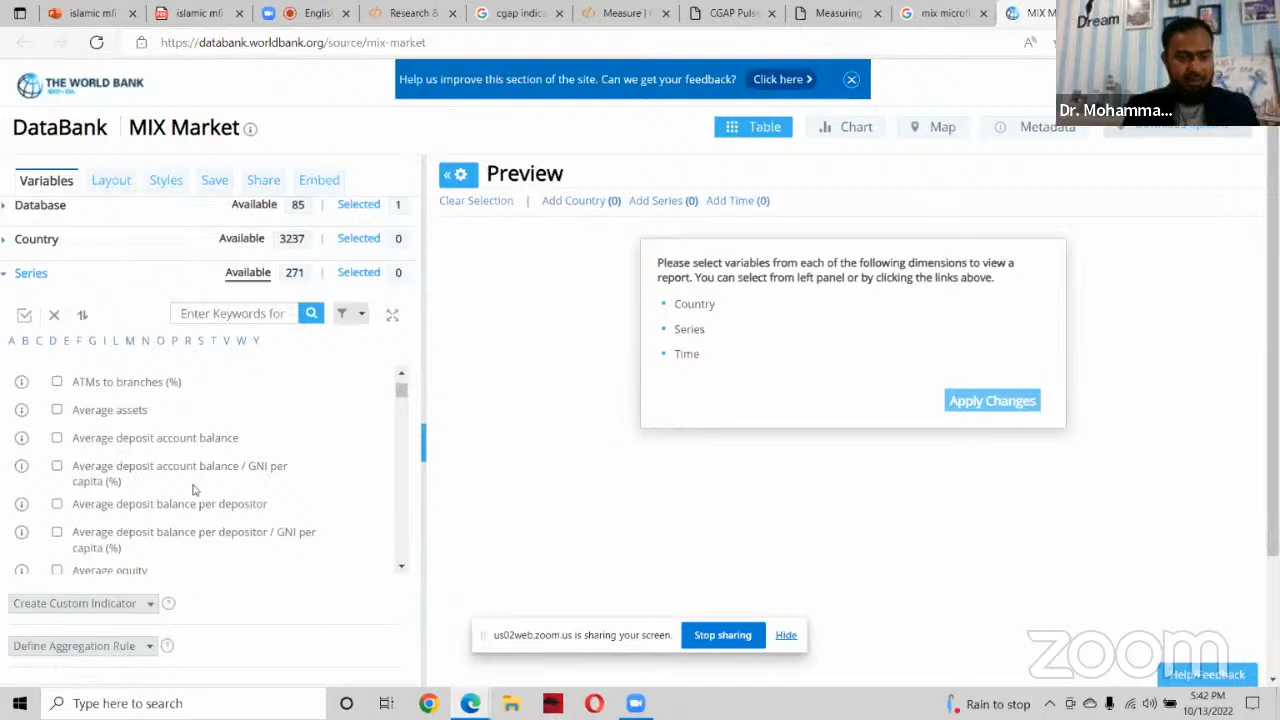 islamic mfi
islamic mfi
English
Research &
cgap indic
Measure |
CGAP Pulse
Measuring
mix microfi
MIX M
https://databank.worldbank.org/source/mix-market
Dream
Dr. Mohamma...
THE WORLD BANK
IBRD • IDA
Help us improve this section of the site. Can we get your feedback?
Click here
DataBank | MIX Market
Table
Chart
Map
Metadata
Variables
Layout
Styles
Save
Share
Embed
Database Available 85 | Selected 1
Country Available 3237 | Selected 0
Series Available 271 | Selected 0
Enter Keywords for
A B C D E F G I L M N O P R S T V W Y
ATMs to branches (%)
Average assets
Average deposit account balance
Average deposit account balance / GNI per
capita (%)
Average deposit balance per depositor
Average deposit balance per depositor / GNI per
capita (%)
Average equity
Create Custom Indicator
Define Aggregation Rule
Preview
Clear Selection | Add Country (0) Add Series (0) Add Time (0)
Please select variables from each of the following dimensions to view a
report. You can select from left panel or by clicking the links above.
Country
Series
Time
Apply Changes
us02web.zoom.us is sharing your screen.
Stop sharing
Hide
zoom
Help/Feedback
Type here to search
Rain to stop
5:42 PM
10/13/2022